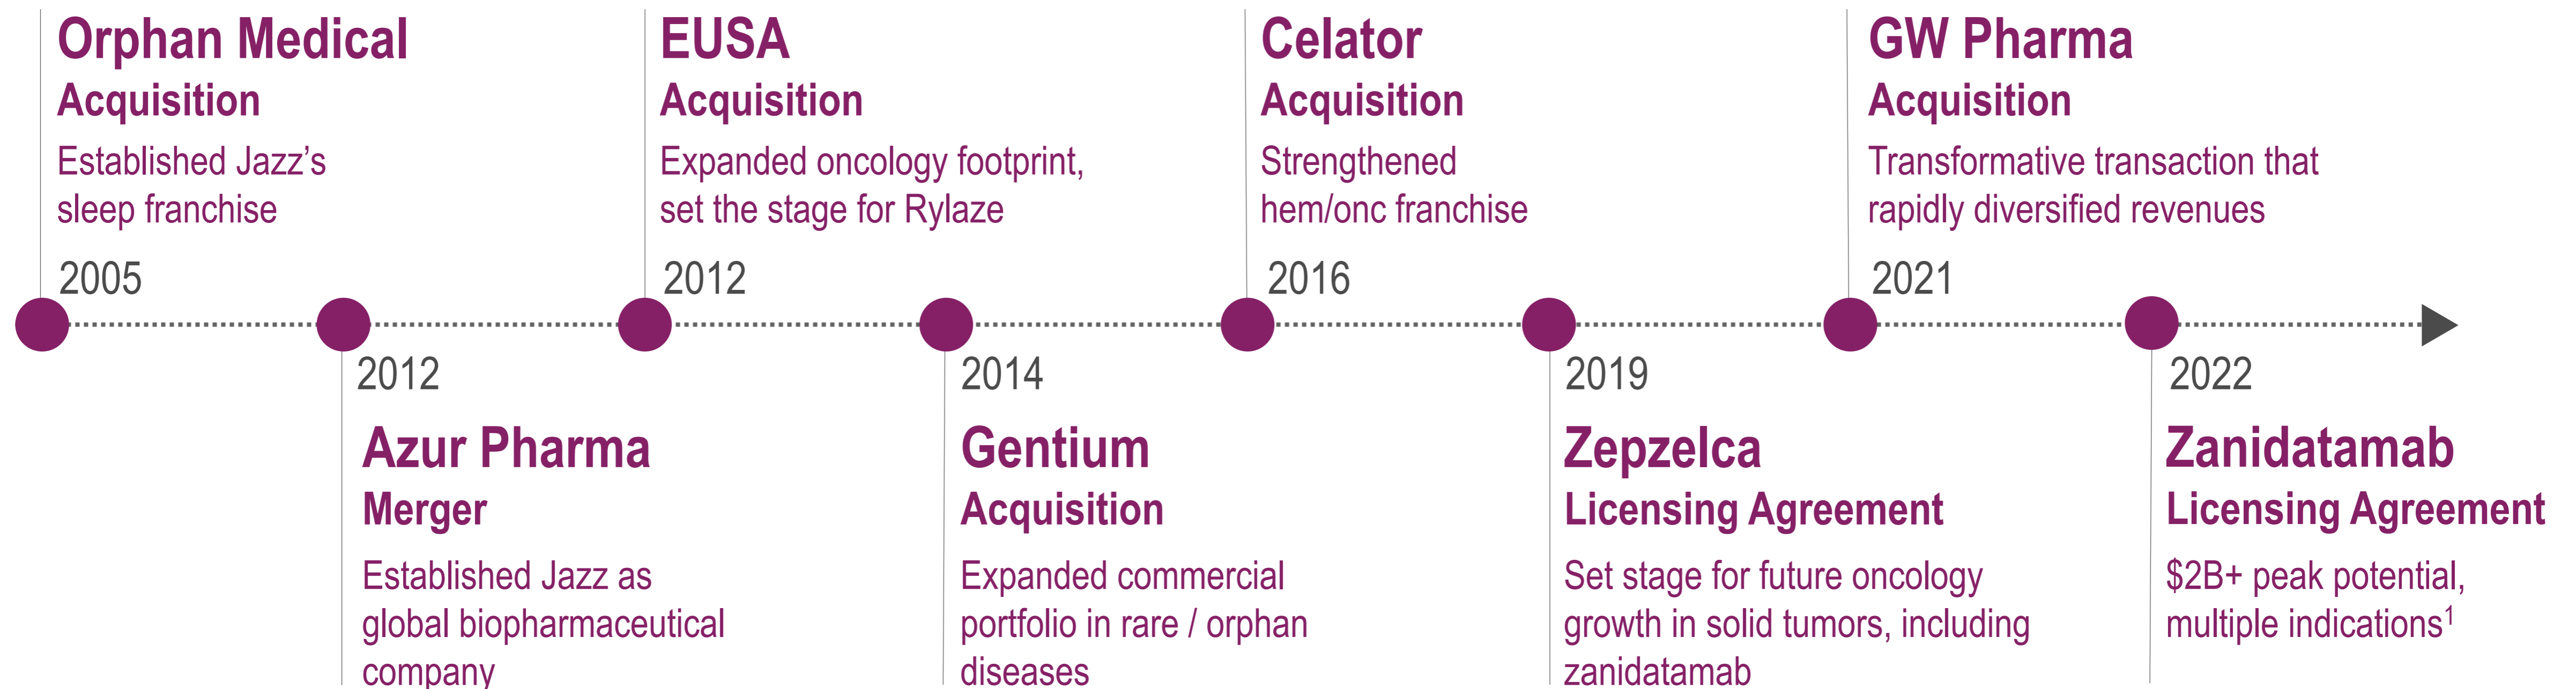 Orphan Medical
Acquisition
Established Jazz's
sleep franchise
2005
2012
Azur Pharma
Merger
Established Jazz as
global biopharmaceutical
company
EUSA
Acquisition
Expanded oncology footprint,
set the stage for Rylaze
2012
2014
Gentium
Acquisition
Expanded commercial
portfolio in rare / orphan
diseases
Celator
Acquisition
Strengthened
hem/onc franchise
2016
2019
Zepzelca
Licensing Agreement
Set stage for future oncology
growth in solid tumors, including
zanidatamab
GW Pharma
Acquisition
Transformative transaction that
rapidly diversified revenues
2021
2022
Zanidatamab
Licensing Agreement
$2B+ peak potential,
multiple indications¹